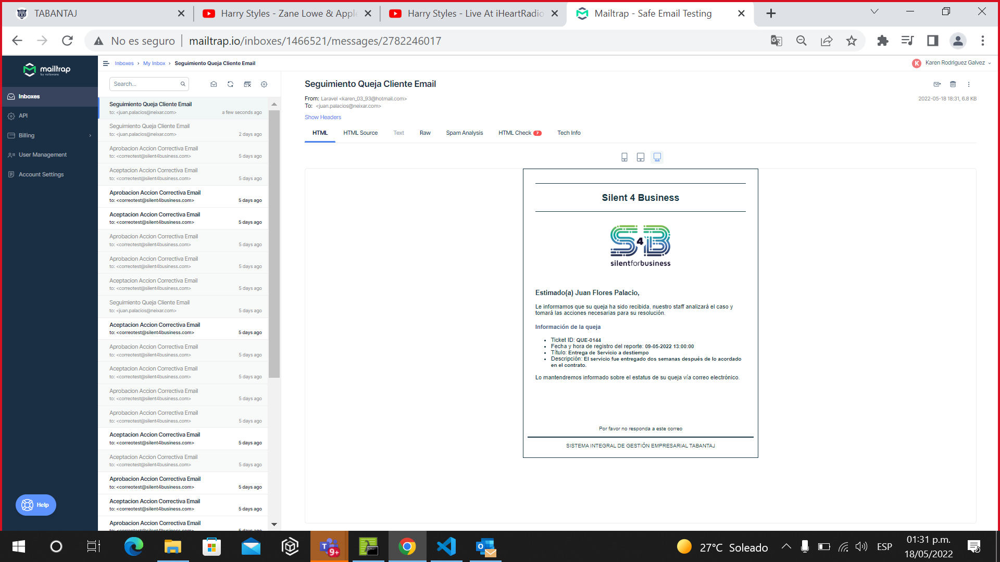 TABANTAJ
Harry Styles - Zane Lowe & Apple
Harry Styles - Live At iHeartRadio
Mailtrap - Safe Email Testing
No es seguro
mailtrap.io/inboxes/1466521/messages/2782246017
mailtrap
by railsware
Inboxes
API
Billing
User Management
Account Settings
Help
Inboxes › My Inbox › Seguimiento Queja Cliente Email
K Karen Rodriguez Galvez
Search...
Seguimiento Queja Cliente Email
to: <juan.palacios@neixar.com> a few seconds ago
Seguimiento Queja Cliente Email
to: <juan.palacios@neixar.com> 2 days ago
Aprobacion Accion Correctiva Email
to: <correotest@silent4business.com> 5 days ago
Aceptacion Accion Correctiva Email
to: <correotest@silent4business.com> 5 days ago
Aprobacion Accion Correctiva Email
to: <correotest@silent4business.com> 5 days ago
Aceptacion Accion Correctiva Email
to: <correotest@silent4business.com> 5 days ago
Aprobacion Accion Correctiva Email
to: <correotest@silent4business.com> 5 days ago
Aprobacion Accion Correctiva Email
to: <correotest@silent4business.com> 5 days ago
Aceptacion Accion Correctiva Email
to: <correotest@silent4business.com> 5 days ago
Seguimiento Queja Cliente Email
to: <juan.palacios@neixar.com> 5 days ago
Aceptacion Accion Correctiva Email
to: <correotest@silent4business.com> 5 days ago
Aprobacion Accion Correctiva Email
to: <correotest@silent4business.com> 5 days ago
Aceptacion Accion Correctiva Email
to: <correotest@silent4business.com> 5 days ago
Aprobacion Accion Correctiva Email
to: <correotest@silent4business.com> 5 days ago
Aprobacion Accion Correctiva Email
to: <correotest@silent4business.com> 5 days ago
Aceptacion Accion Correctiva Email
to: <correotest@silent4business.com> 5 days ago
Aceptacion Accion Correctiva Email
to: <correotest@silent4business.com> 5 days ago
Aprobacion Accion Correctiva Email
to: <correotest@silent4business.com> 5 days ago
Aceptacion Accion Correctiva Email
to: <correotest@silent4business.com> 5 days ago
Aprobacion Accion Correctiva Email
to: <correotest@silent4business.com> 5 days ago
Seguimiento Queja Cliente Email
From: Laravel <karen_03_93@hotmail.com>
2022-05-18 18:31, 6.8 KB
To: <juan.palacios@neixar.com>
Show Headers
HTML HTML Source Text Raw Spam Analysis HTML Check 7 Tech Info
Silent 4 Business
S4B
silentforbusiness
Estimado(a) Juan Flores Palacio,
Le informamos que su queja ha sido recibida, nuestro staff analizará el caso y
tomará las acciones necesarias para su resolución.
Información de la queja
• Ticket ID: QUE-0144
• Fecha y hora de registro del reporte: 09-05-2022 13:00:00
• Título: Entrega de Servicio a destiempo
• Descripción: El servicio fue entregado dos semanas después de lo acordado
en el contrato.
Lo mantendremos informado sobre el estatus de su queja vía correo electrónico.
Por favor no responda a este correo
SISTEMA INTEGRAL DE GESTIÓN EMPRESARIAL TABANTAJ
9+
27°C Soleado
ESP
01:31 p.m.
18/05/2022